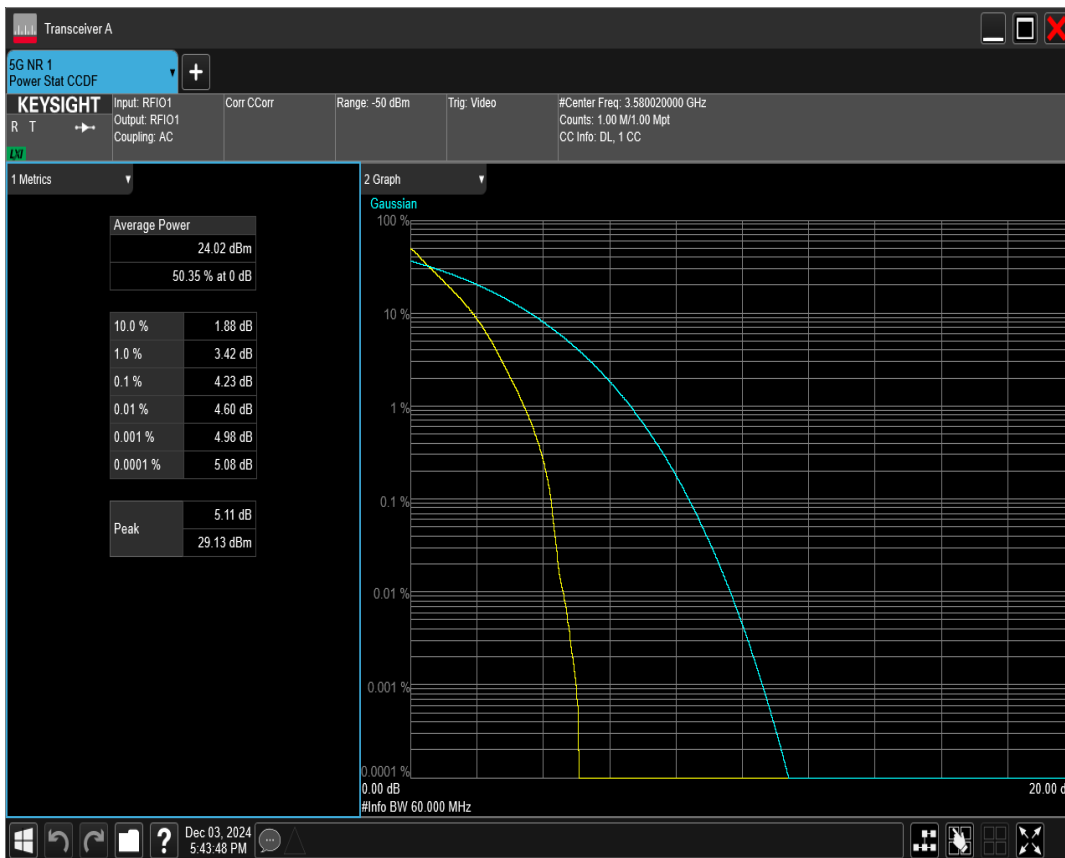 Transceiver A
5G NR 1
Power Stat CCDF
KEYSIGHT
R T
LXI
Input: RFIO1
Output: RFIO1
Coupling: AC
Corr CCorr
Range: -50 dBm
Trig: Video
#Center Freq: 3.580020000 GHz
Counts: 1.00 M/1.00 Mpt
CC Info: DL, 1 CC
1 Metrics
Average Power
24.02 dBm
50.35 % at 0 dB
10.0 % 1.88 dB
1.0 % 3.42 dB
0.1 % 4.23 dB
0.01 % 4.60 dB
0.001 % 4.98 dB
0.0001 % 5.08 dB
Peak 5.11 dB
29.13 dBm
2 Graph
Gaussian
100 %
10 %
1 %
0.1 %
0.01 %
0.001 %
0.0001 %
0.00 dB
20.00 d
#Info BW 60.000 MHz
Dec 03, 2024
5:43:48 PM